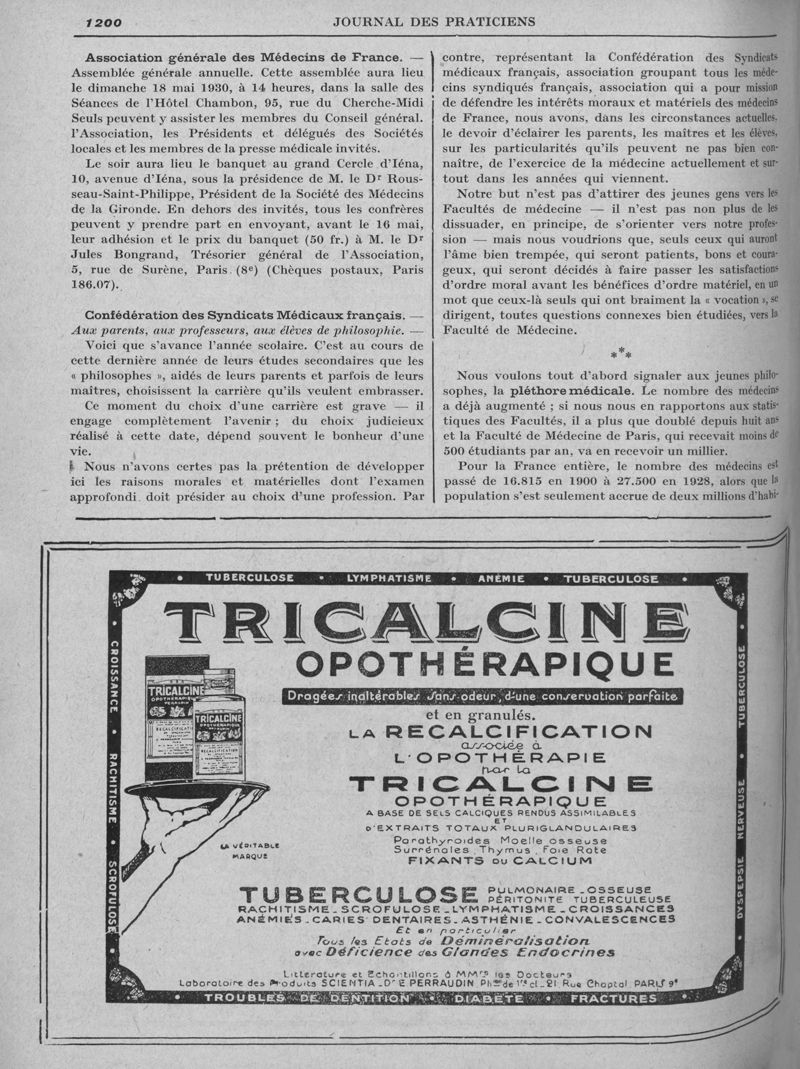 1200
JOURNAL DES PRATICIENS
Association générale des Médecins de France. —
Assemblée générale annuelle. Cette assemblée aura lieu
le dimanche 18 mai 1930, à 14 heures, dans la salle des
Séances de l'Hôtel Chambon, 95, rue du Cherche-Midi
Seuls peuvent y assister les membres du Conseil général.
l'Association, les Présidents et délégués des Sociétés
locales et les membres de la presse médicale invités.
Le soir aura lieu le banquet au grand Cercle d'Iéna,
10, avenue d'Iéna, sous la présidence de M. le Dr Rous-
seau-Saint-Philippe, Président de la Société des Médecins
de la Gironde. En dehors des invités, tous les confrères
peuvent y prendre part en envoyant, avant le 16 mai,
leur adhésion et le prix du banquet (50 fr.) à M. le Dr
Jules Bongrand, Trésorier général de l'Association,
5, rue de Surène, Paris (8e) (Chèques postaux, Paris
186.07).
Confédération des Syndicats Médicaux français. —
Aux parents, aux professeurs, aux élèves de philosophie. —
Voici que s'avance l'année scolaire. C'est au cours de
cette dernière année de leurs études secondaires que les
« philosophes », aidés de leurs parents et parfois de leurs
maîtres, choisissent la carrière qu'ils veulent embrasser.
Ce moment du choix d'une carrière est grave — il
engage complètement l'avenir ; du choix judicieux
réalisé à cette date, dépend souvent le bonheur d'une
vie.
Nous n'avons certes pas la prétention de développer
ici les raisons morales et matérielles dont l'examen
approfondi doit présider au choix d'une profession. Par
contre, représentant la Confédération des Syndicats
médicaux français, association groupant tous les méde-
cins syndiqués français, association qui a pour mission
de défendre les intérêts moraux et matériels des médecins
de France, nous avons, dans les circonstances actuelles,
le devoir d'éclairer les parents, les maîtres et les élèves,
sur les particularités qu'ils peuvent ne pas bien con-
naître, de l'exercice de la médecine actuellement et sur-
tout dans les années qui viennent.
Notre but n'est pas d'attirer des jeunes gens vers les
Facultés de médecine — il n'est pas non plus de les
dissuader, en principe, de s'orienter vers notre profes-
sion — mais nous voudrions que, seuls ceux qui auront
l'âme bien trempée, qui seront patients, bons et coura-
geux, qui seront décidés à faire passer les satisfactions
d'ordre moral avant les bénéfices d'ordre matériel, en un
mot que ceux-là seuls qui ont braiment la « vocation », se
dirigent, toutes questions connexes bien étudiées, vers la
Faculté de Médecine.
***
Nous voulons tout d'abord signaler aux jeunes philo-
sophes, la pléthore médicale. Le nombre des médecins
a déjà augmenté ; si nous nous en rapportons aux statis-
tiques des Facultés, il a plus que doublé depuis huit ans
et la Faculté de Médecine de Paris, qui recevait moins de
500 étudiants par an, va en recevoir un millier.
Pour la France entière, le nombre des médecins est
passé de 16.815 en 1900 à 27.500 en 1928, alors que la
population s'est seulement accrue de deux millions d'habi-
• TUBERCULOSE • LYMPHATISME • ANÉMIE • TUBERCULOSE •
• CROISSANCE • RACHITISME • SCROFULOSE
TUBERCULOSE • DYSPEPSIE NERVEUSE
TRICALCINE
OPOTHÉRAPIQUE
Dragées inaltérables sans odeur, d'une conservation parfaite
et en granulés.
LA RECALCIFICATION
associée à
L'OPOTHÉRAPIE
par la
TRICALCINE
OPOTHÉRAPIQUE
A BASE DE SELS CALCIQUES RENDUS ASSIMILABLES
ET
D'EXTRAITS TOTAUX PLURIGLANDULAIRES
Parathyroïdes Moelle osseuse
Surrénales, Thymus, Foie Rate
FIXANTS DU CALCIUM
TRICALCINE
OPOTHÉRAPIQUE
TRICALCINE
OPOTHÉRAPIQUE
LA VÉRITABLE
MARQUE
TUBERCULOSE PULMONAIRE - OSSEUSE
PÉRITONITE TUBERCULEUSE
RACHITISME - SCROFULOSE - LYMPHATISME - CROISSANCES
ANÉMIES - CARIES DENTAIRES - ASTHÉNIE - CONVALESCENCES
Et en particulier
Tous les Etats de Déminéralisation
avec Déficience des Glandes Endocrines
Littérature et Echantillons à MMrs les Docteurs
Laboratoire des Produits SCIENTIA - Dr E PERRAUDIN Phcien de 1re cl - 21 Rue Chaptal PARIS 9e
TROUBLES DE DENTITION • DIABÈTE • FRACTURES •